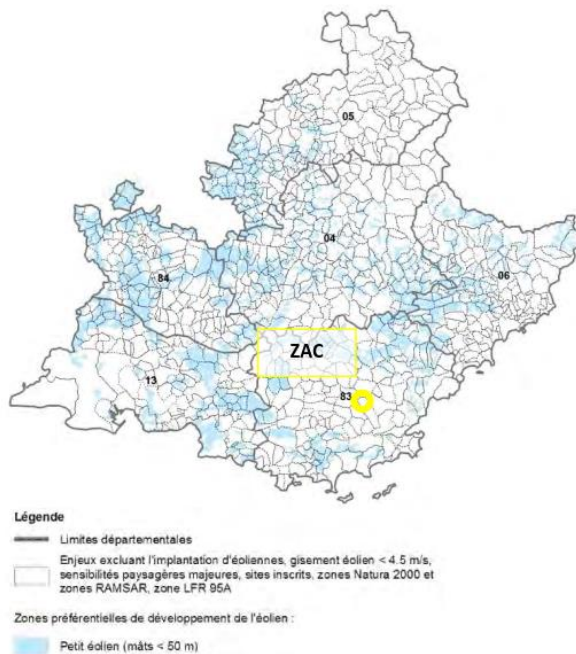 05
04
84
06
ZAC
13
83
Légende
Limites départementales
Enjeux excluant l'implantation d'éoliennes, gisement éolien < 4.5 m/s,
sensibilités paysagères majeures, sites inscrits, zones Natura 2000 et
zones RAMSAR, zone LFR 95A
Zones préférentielles de développement de l'éolien :
Petit éolien (mâts < 50 m)